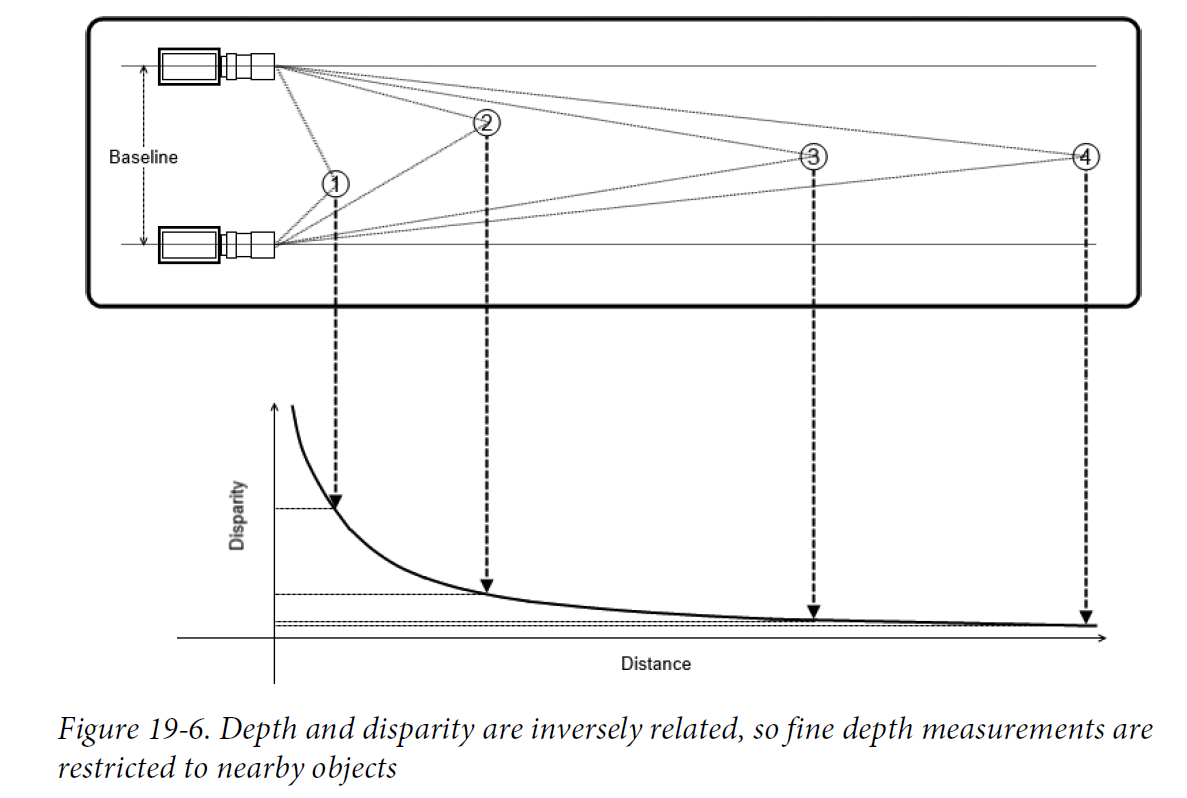 2
3
4
Baseline
1
Disparity
Distance
Figure 19-6. Depth and disparity are inversely related, so fine depth measurements are
restricted to nearby objects